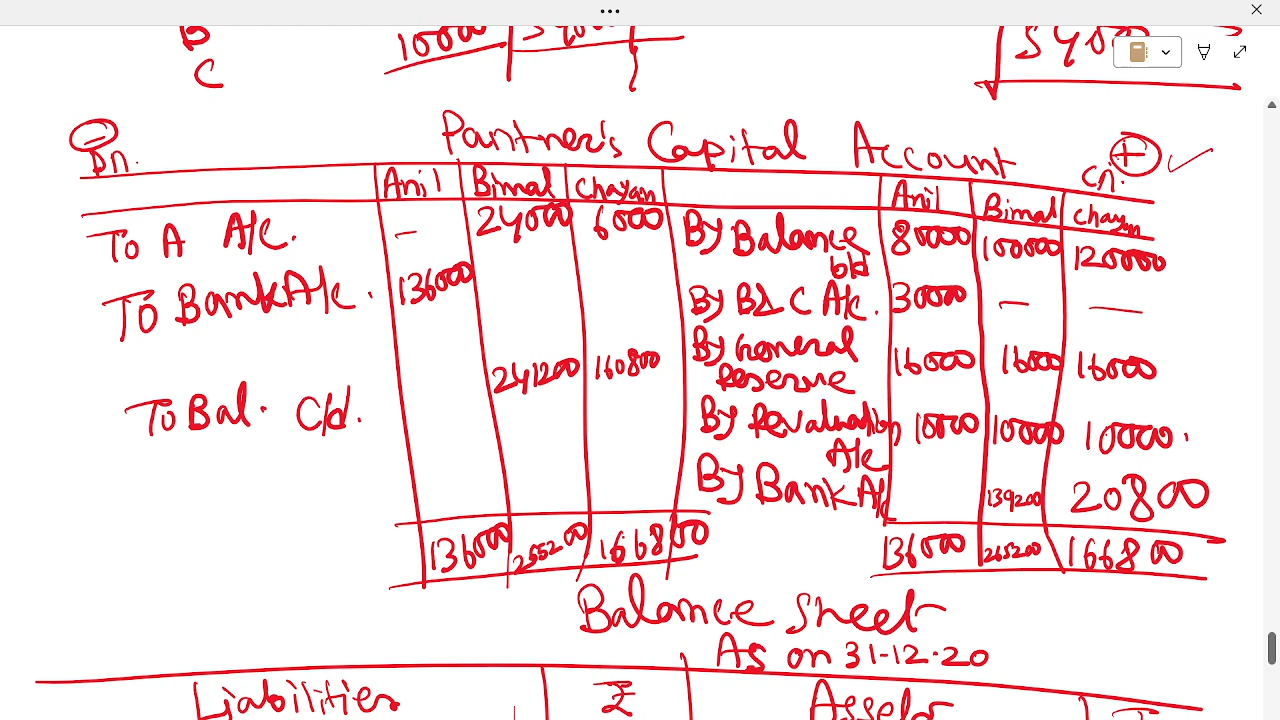 B 1000
C
Partner's Capital Account
Dr. Cr.
Anil Bimal Chayan Anil Bimal Chayan
To A A/c. – 24000 6000 By Balance b/d 80000 100000 120000
To Bank A/c. 136000 By B & C A/c. 30000 – –
To Bal. c/d. 241200 160800 By General Reserve 16000 16000 16000
By Revaluation A/c 10000 10000 10000.
By Bank A/c 139200 20800
136000 255200 166800 136000 265200 166800
Balance Sheet
As on 31-12-20
Liabilities ₹ Assets